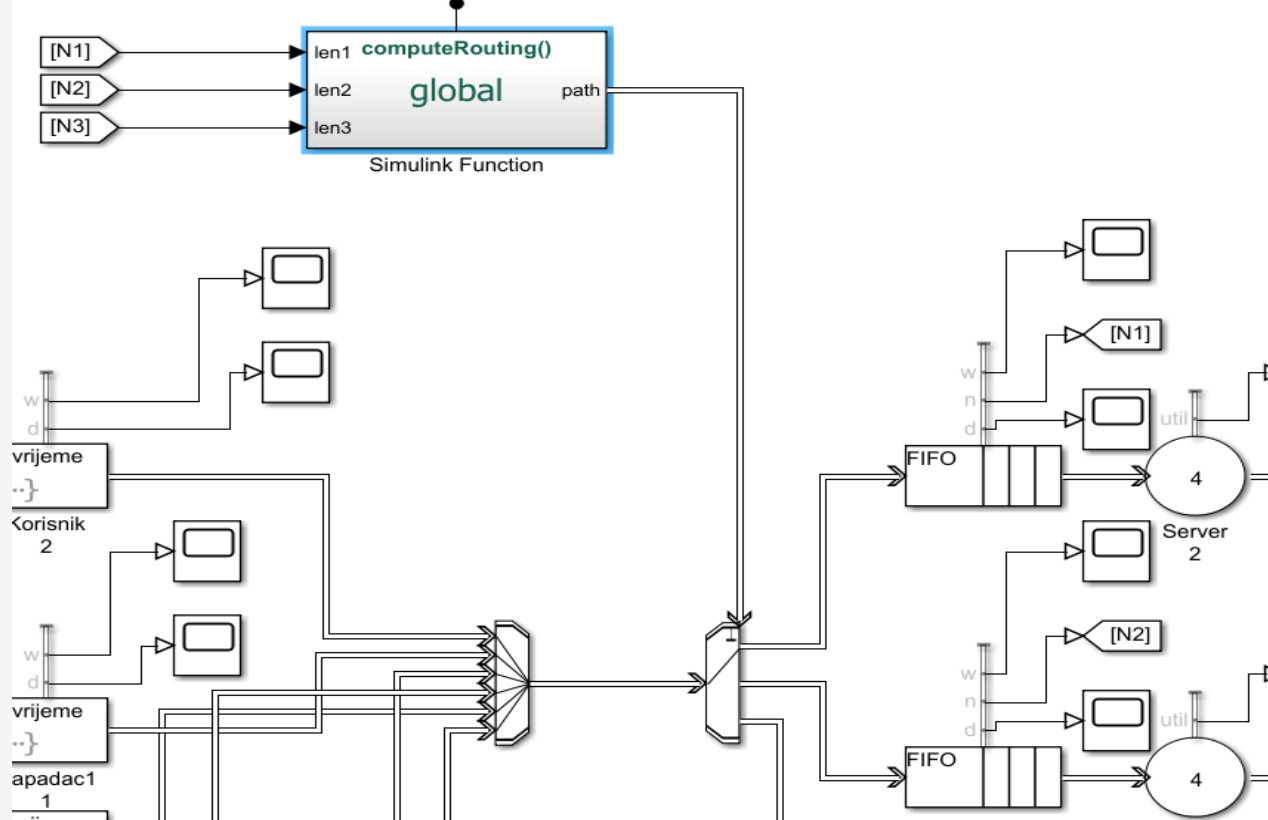 [N1]
[N2]
[N3]
len1
len2
len3
computeRouting()
global
path
Simulink Function
w
d
vrijeme
··}
Korisnik
2
w
d
vrijeme
··}
apadac1
1
w
n
d
[N1]
FIFO
util
4
Server
2
w
n
d
[N2]
FIFO
util
4